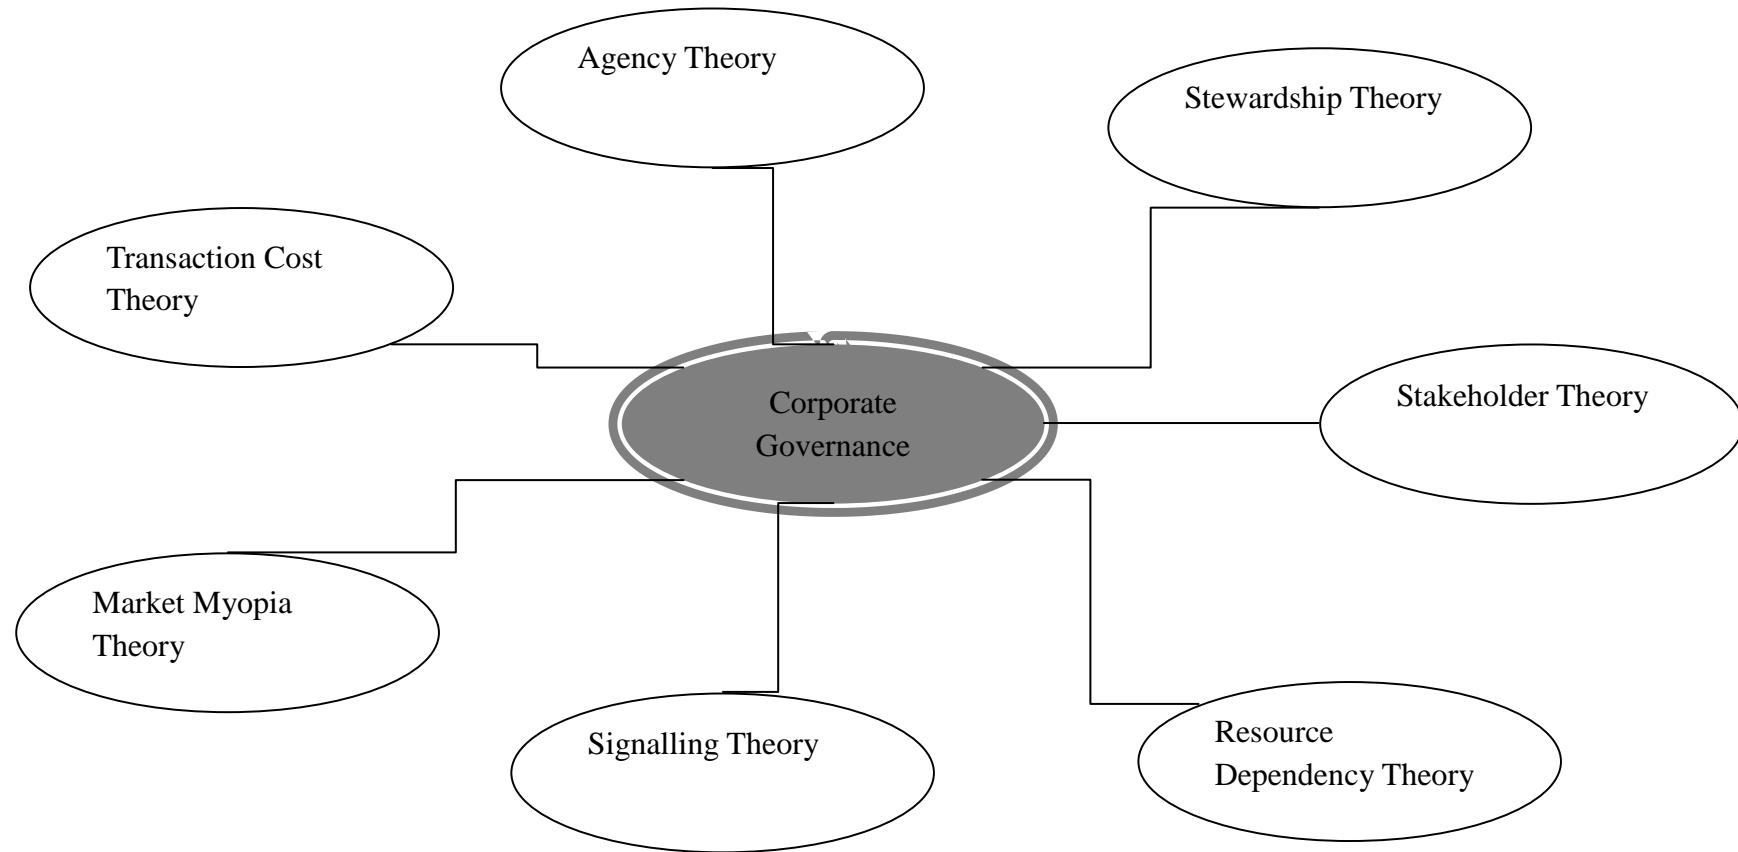 Agency Theory
Stewardship Theory
Transaction Cost
Theory
Corporate
Governance
Stakeholder Theory
Market Myopia
Theory
Signalling Theory
Resource
Dependency Theory